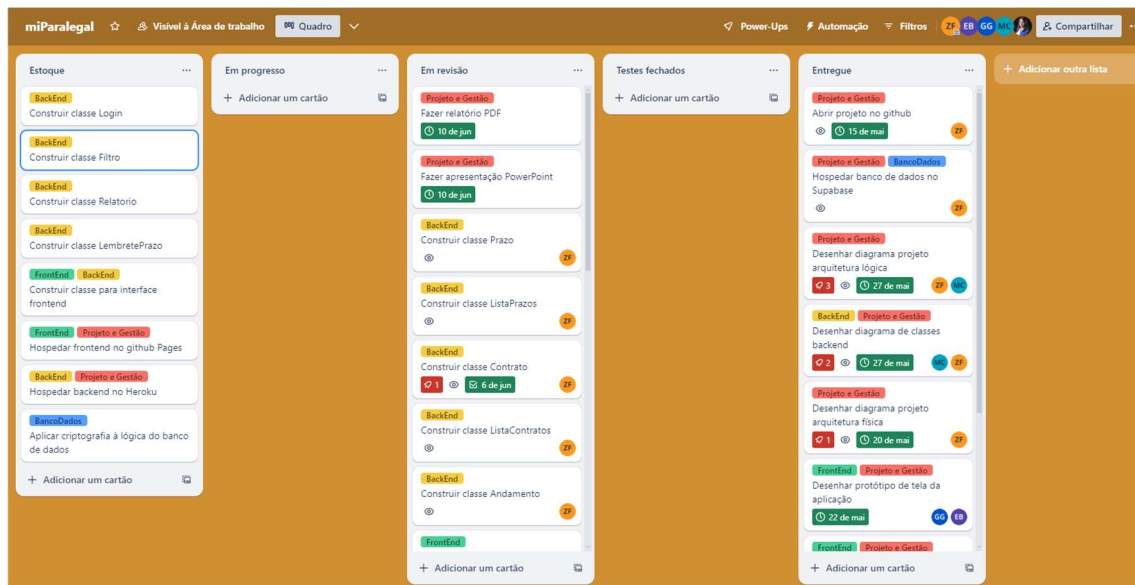 miParalegal
Visível à Área de trabalho
Quadro
Power-Ups
Automação
Filtros
ZF EB GG MC
Compartilhar
Estoque
BackEnd
Construir classe Login
BackEnd
Construir classe Filtro
BackEnd
Construir classe Relatorio
BackEnd
Construir classe LembretePrazo
FrontEnd BackEnd
Construir classe para interface
frontend
FrontEnd Projeto e Gestão
Hospedar frontend no github Pages
BackEnd Projeto e Gestão
Hospedar backend no Heroku
BancoDados
Aplicar criptografia à lógica do banco
de dados
+ Adicionar um cartão
Em progresso
+ Adicionar um cartão
Em revisão
Projeto e Gestão
Fazer relatório PDF
10 de jun
Projeto e Gestão
Fazer apresentação PowerPoint
10 de jun
BackEnd
Construir classe Prazo
ZF
BackEnd
Construir classe ListaPrazos
ZF
BackEnd
Construir classe Contrato
1 6 de jun ZF
BackEnd
Construir classe ListaContratos
ZF
BackEnd
Construir classe Andamento
ZF
FrontEnd
+ Adicionar um cartão
Testes fechados
+ Adicionar um cartão
Entregue
Projeto e Gestão
Abrir projeto no github
15 de mai ZF
Projeto e Gestão BancoDados
Hospedar banco de dados no
Supabase
ZF
Projeto e Gestão
Desenhar diagrama projeto
arquitetura lógica
3 27 de mai ZF MC
BackEnd Projeto e Gestão
Desenhar diagrama de classes
backend
2 27 de mai MC ZF
Projeto e Gestão
Desenhar diagrama projeto
arquitetura física
1 20 de mai ZF
FrontEnd Projeto e Gestão
Desenhar protótipo de tela da
aplicação
22 de mai GG EB
FrontEnd Projeto e Gestão
+ Adicionar um cartão
+ Adicionar outra lista